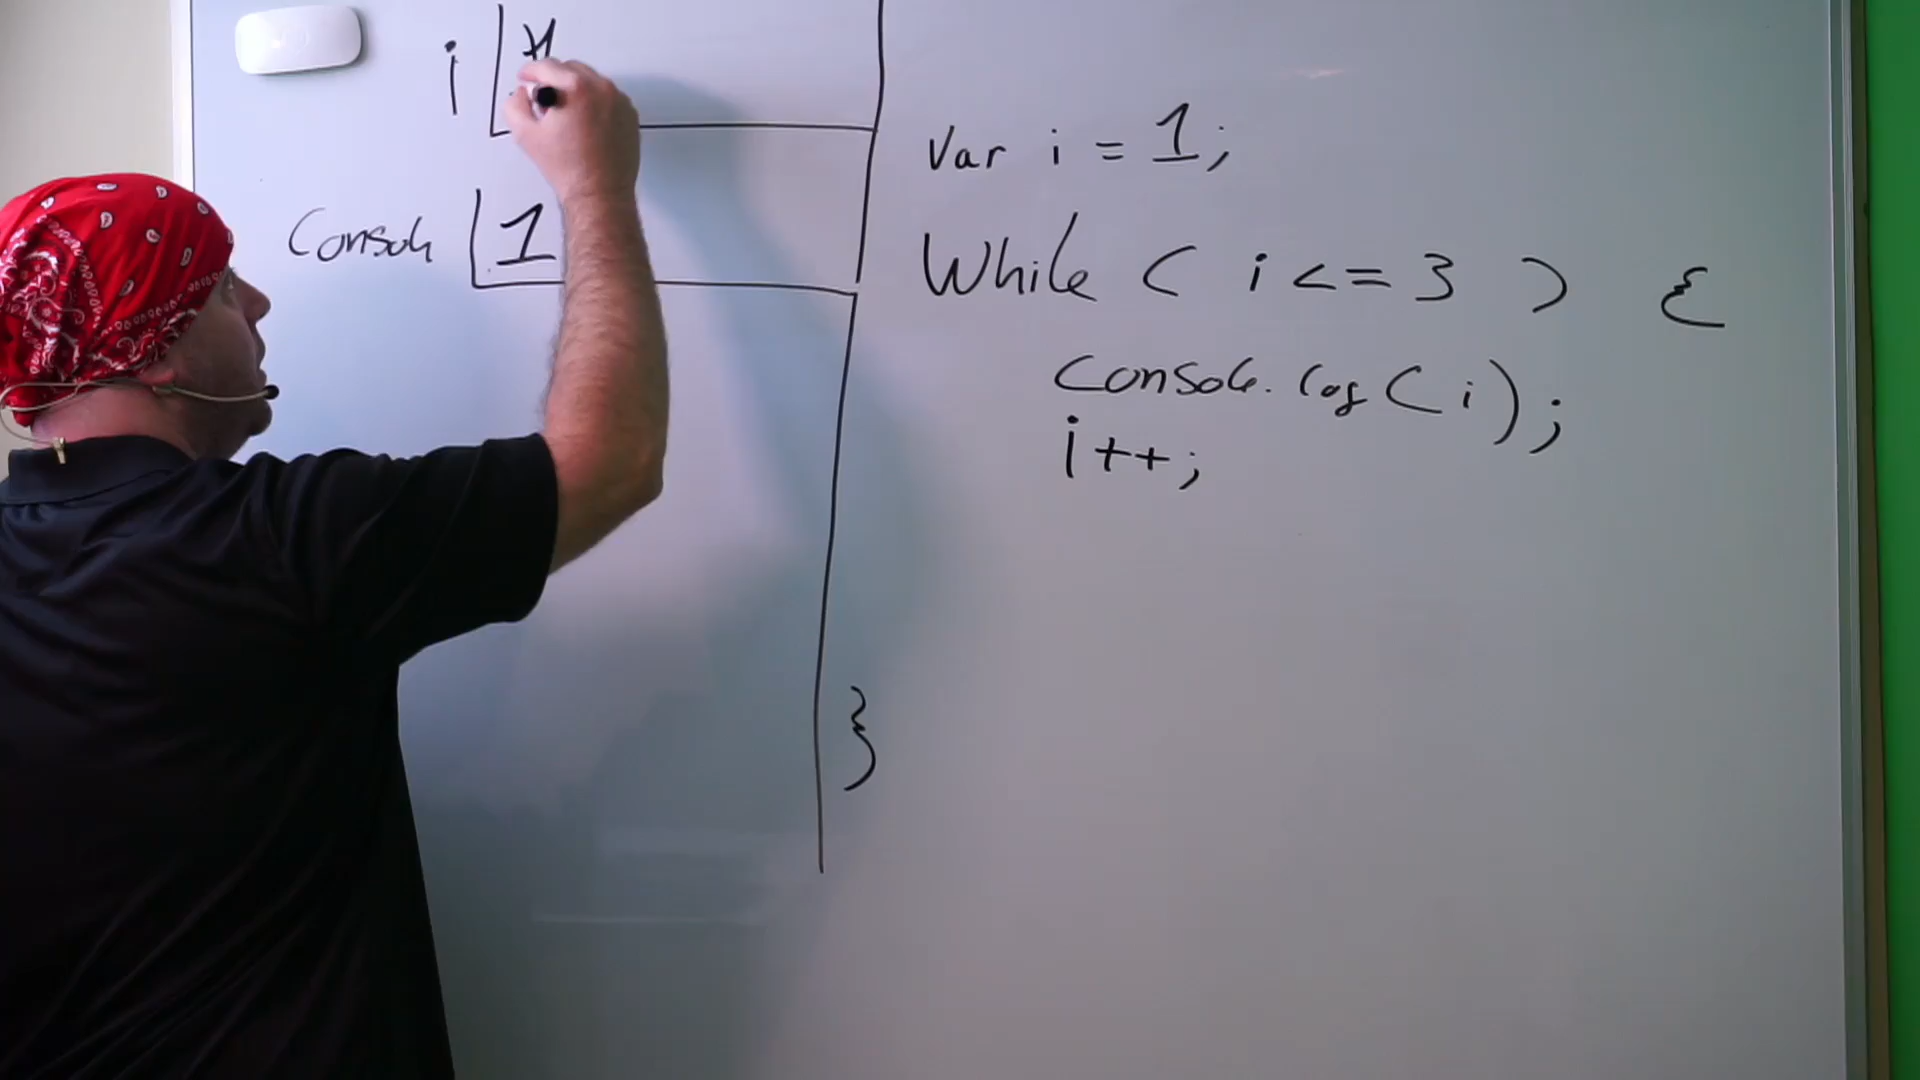 i
Console 1
Var i = 1;
While ( i <= 3 ) {
Console.log( i );
i++;
}